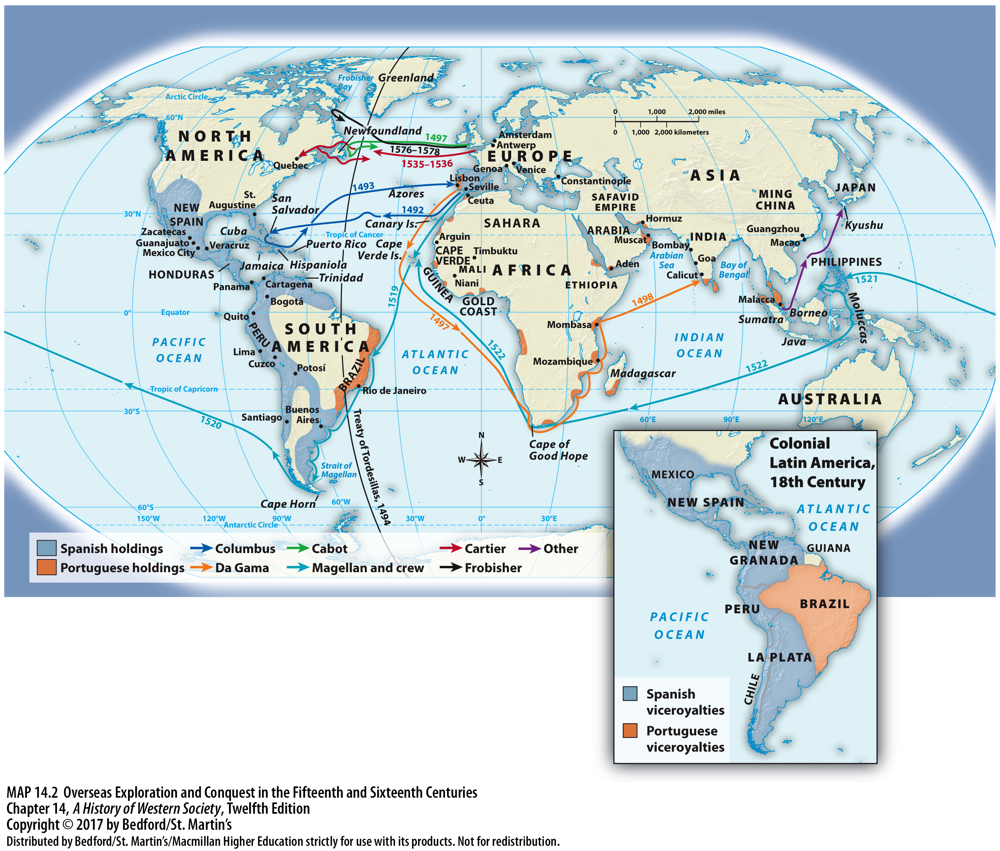 Frobisher
Bay
Greenland
Arctic Circle
60°N
0 1,000 2,000 miles
0 1,000 2,000 kilometers
NORTH
AMERICA
Newfoundland
1497
1576–1578
1535–1536
Quebec
Amsterdam
Antwerp
EUROPE
Genoa
Venice
Constantinople
ASIA
Lisbon
Seville
Ceuta
1493
Azores
1492
Canary Is.
San
Salvador
St.
Augustine
30°N
NEW
SPAIN
Zacatecas
Guanajuato
Mexico City
Veracruz
Cuba
Tropic of Cancer
Puerto Rico
Cape
Verde Is.
Jamaica
Hispaniola
HONDURAS
Trinidad
Panama
Cartagena
Bogotá
SAFAVID
EMPIRE
MING
CHINA
JAPAN
Hormuz
SAHARA
ARABIA
Muscat
INDIA
Guangzhou
Macao
Kyushu
Arguin
CAPE
VERDE
Timbuktu
MALI
Niani
AFRICA
Bombay
Arabian
Sea
Goa
Bay of
Bengal
Calicut
Aden
ETHIOPIA
PHILIPPINES
1521
GUINEA
GOLD
COAST
1519
1498
Malacca
Sumatra
Borneo
Moluccas
0°
Equator
Quito
PERU
SOUTH
AMERICA
1497
Mombasa
1522
Java
PACIFIC
OCEAN
Lima
Cuzco
Potosí
BRAZIL
ATLANTIC
OCEAN
INDIAN
OCEAN
Mozambique
Madagascar
1522
Tropic of Capricorn
Rio de Janeiro
AUSTRALIA
30°S
Santiago
Buenos
Aires
1520
Treaty of Tordesillas, 1494
60°E
90°E
120°E
Cape of
Good Hope
N
W E
S
Strait of
Magellan
Cape Horn
60°S
60°W
150°W
120°W
90°W
30°W
0°
30°E
Antarctic Circle
Spanish holdings
Portuguese holdings
Columbus
Da Gama
Cabot
Magellan and crew
Cartier
Frobisher
Other
Colonial
Latin America,
18th Century
MEXICO
NEW SPAIN
ATLANTIC
OCEAN
NEW
GRANADA
GUIANA
PERU
BRAZIL
PACIFIC
OCEAN
LA PLATA
CHILE
Spanish
viceroyalties
Portuguese
viceroyalties
MAP 14.2 Overseas Exploration and Conquest in the Fifteenth and Sixteenth Centuries
Chapter 14, A History of Western Society, Twelfth Edition
Copyright © 2017 by Bedford/St. Martin's
Distributed by Bedford/St. Martin's/Macmillan Higher Education strictly for use with its products. Not for redistribution.